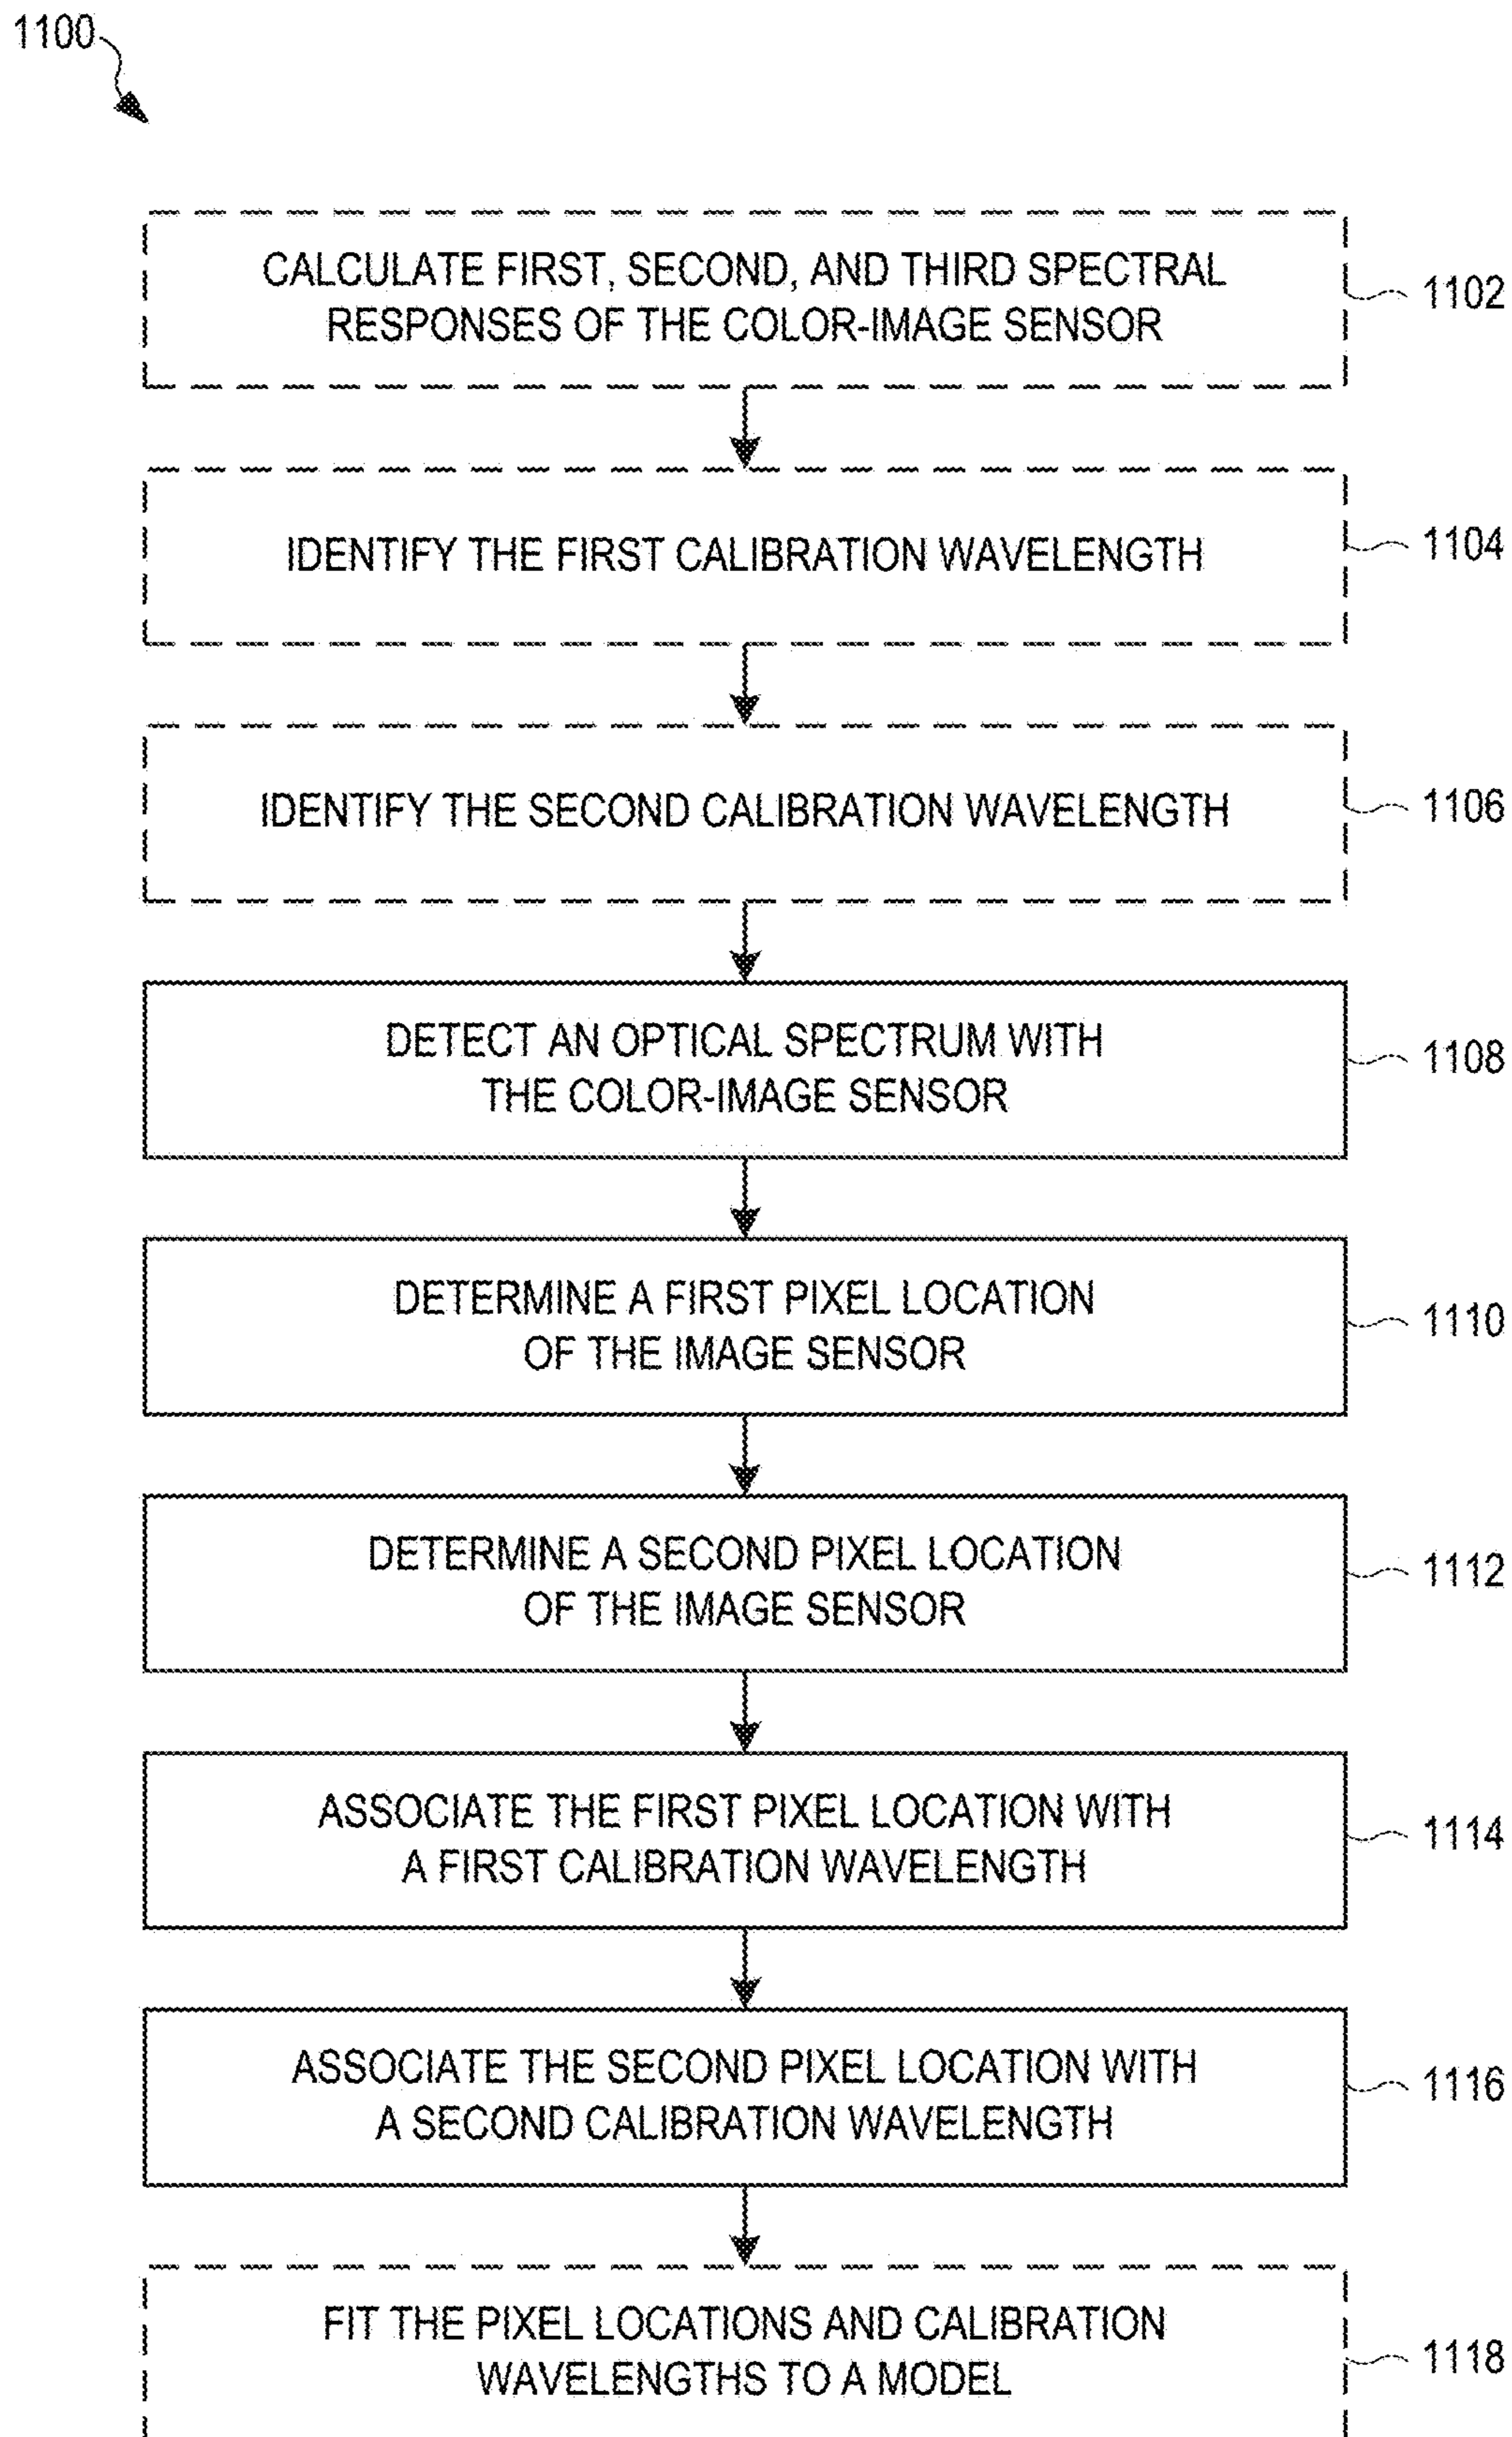 1100
CALCULATE FIRST, SECOND, AND THIRD SPECTRAL
RESPONSES OF THE COLOR-IMAGE SENSOR
1102
IDENTIFY THE FIRST CALIBRATION WAVELENGTH
1104
IDENTIFY THE SECOND CALIBRATION WAVELENGTH
1106
DETECT AN OPTICAL SPECTRUM WITH
THE COLOR-IMAGE SENSOR
1108
DETERMINE A FIRST PIXEL LOCATION
OF THE IMAGE SENSOR
1110
DETERMINE A SECOND PIXEL LOCATION
OF THE IMAGE SENSOR
1112
ASSOCIATE THE FIRST PIXEL LOCATION WITH
A FIRST CALIBRATION WAVELENGTH
1114
ASSOCIATE THE SECOND PIXEL LOCATION WITH
A SECOND CALIBRATION WAVELENGTH
1116
FIT THE PIXEL LOCATIONS AND CALIBRATION
WAVELENGTHS TO A MODEL
1118